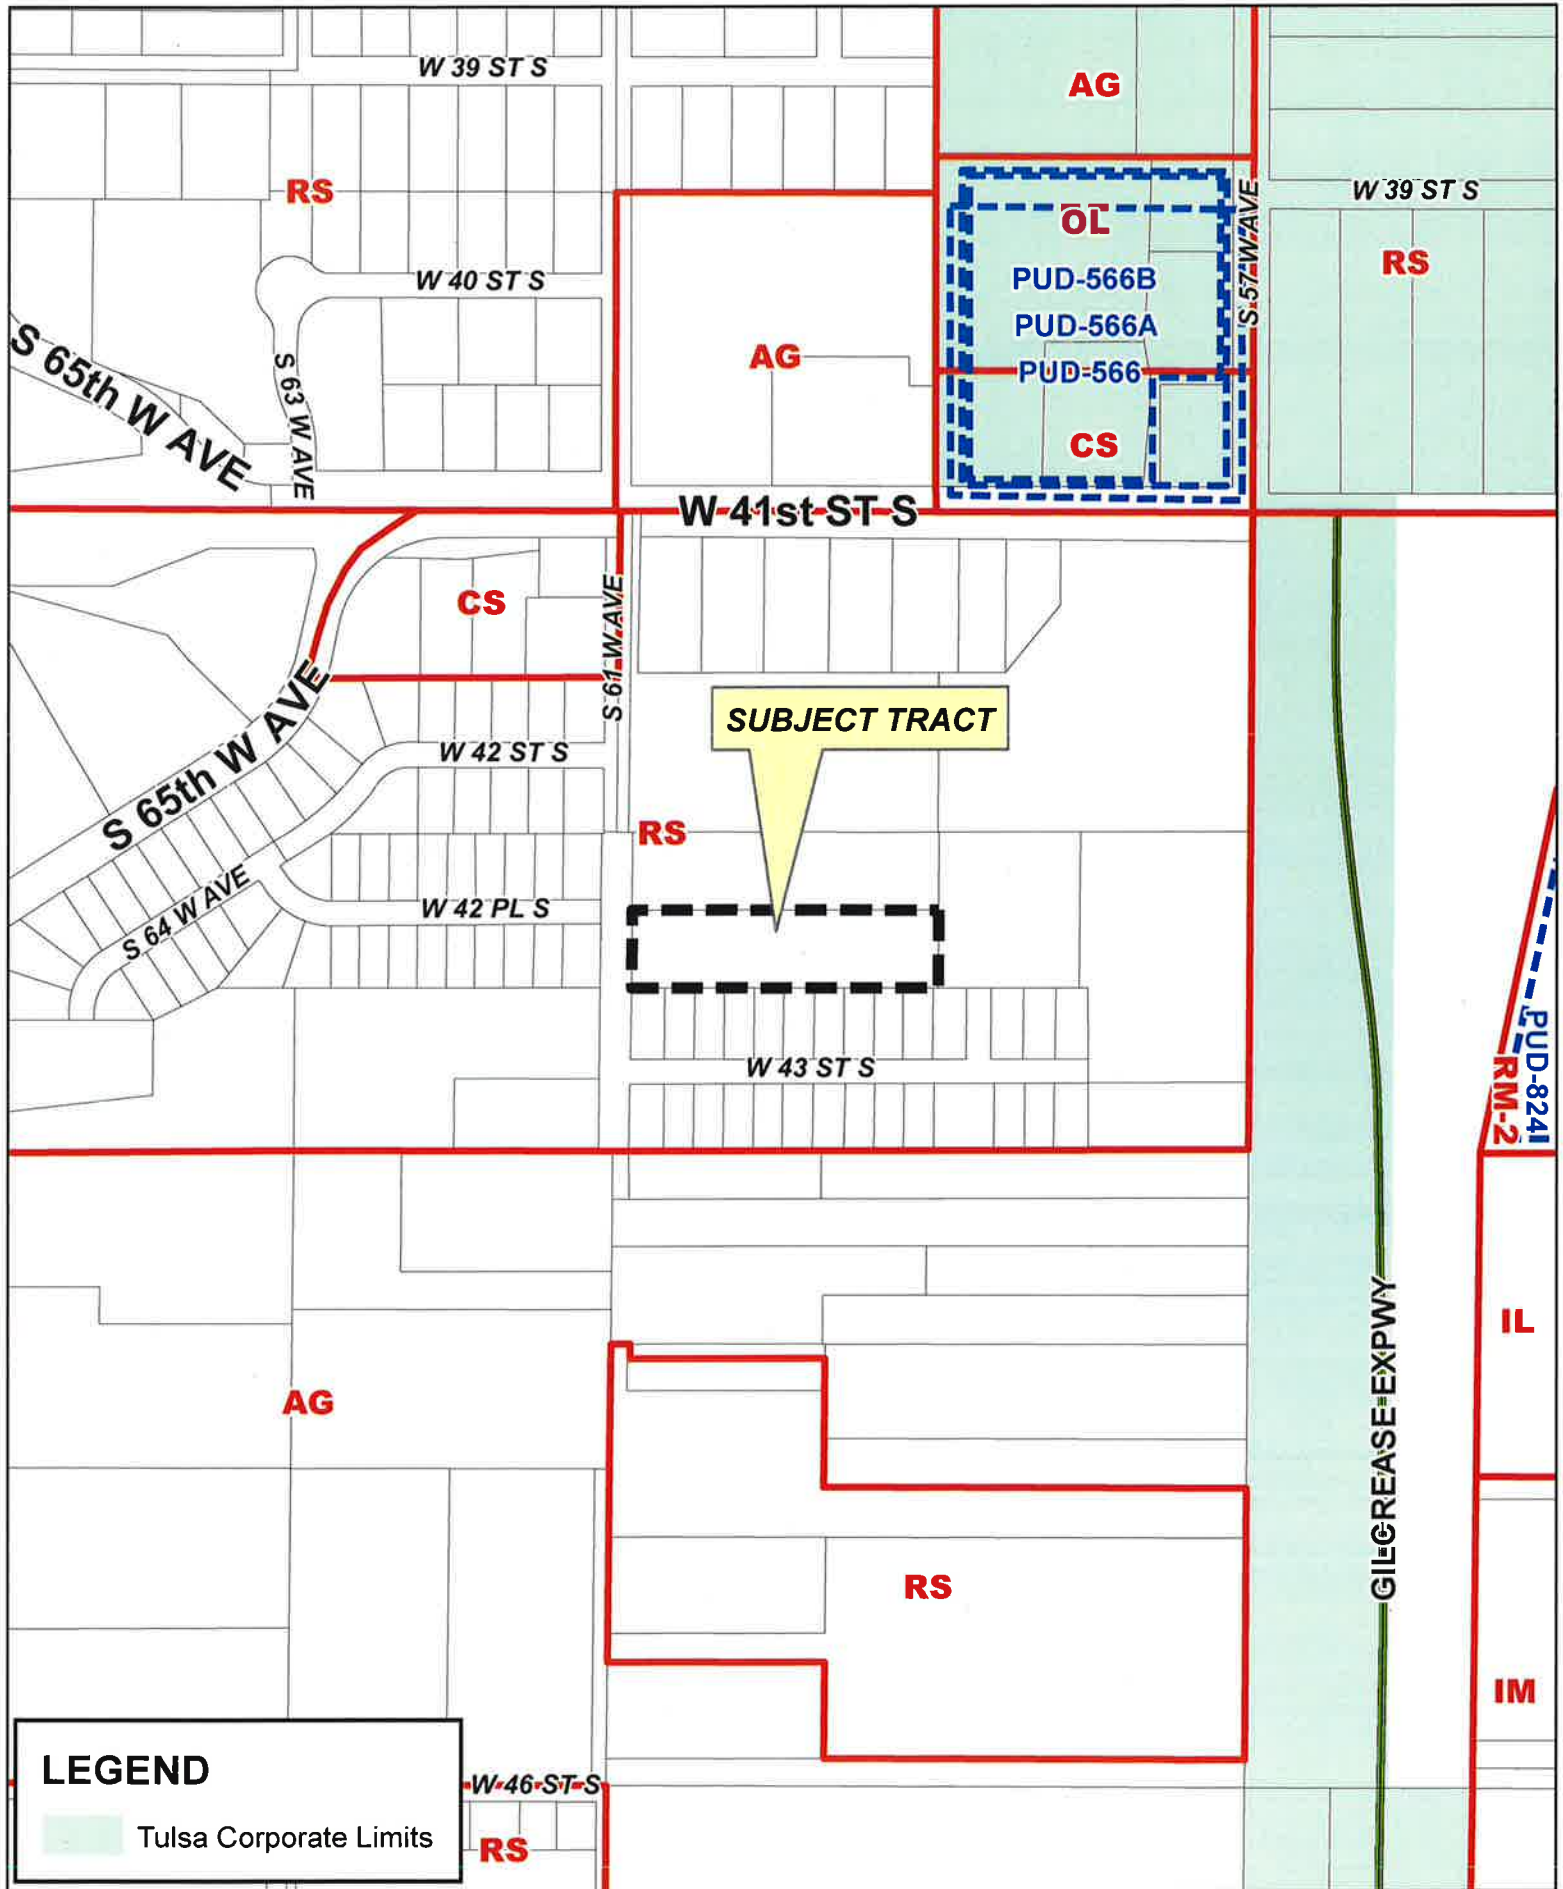 W 39 ST S
AG
RS
W 39 ST S
OL
S 57 W AVE
RS
W 40 ST S
PUD-566B
PUD-566A
AG
PUD-566
S 65th W AVE
S 63 W AVE
CS
W 41st ST S
CS
S 61 W AVE
SUBJECT TRACT
W 42 ST S
S 65th W AVE
RS
S 64 W AVE
W 42 PL S
W 43 ST S
PUD-824
RM-2
IL
GILCREASE EXPWY
AG
RS
IM
LEGEND
Tulsa Corporate Limits
W 46 ST S
RS